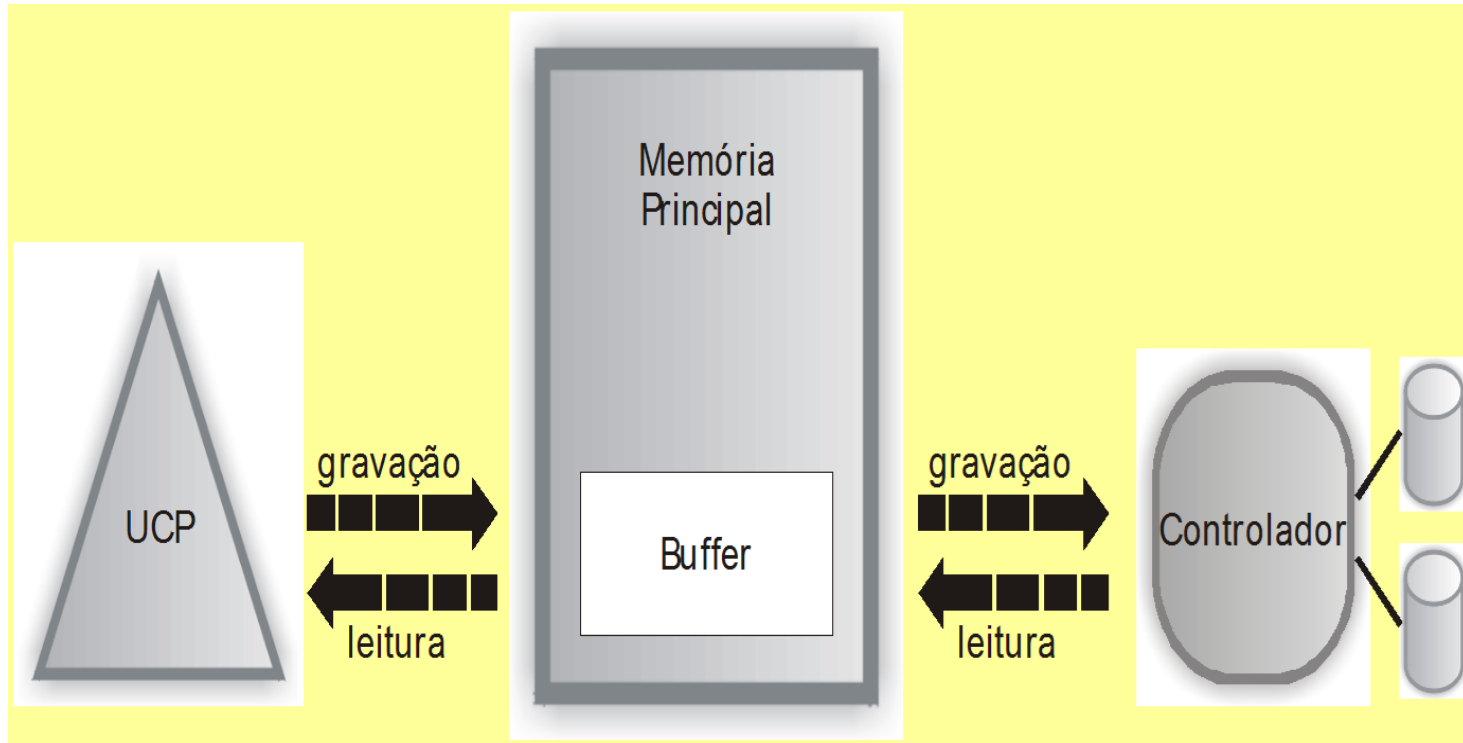 Memória
Principal
gravação
gravação
UCP
Buffer
Controlador
leitura
leitura